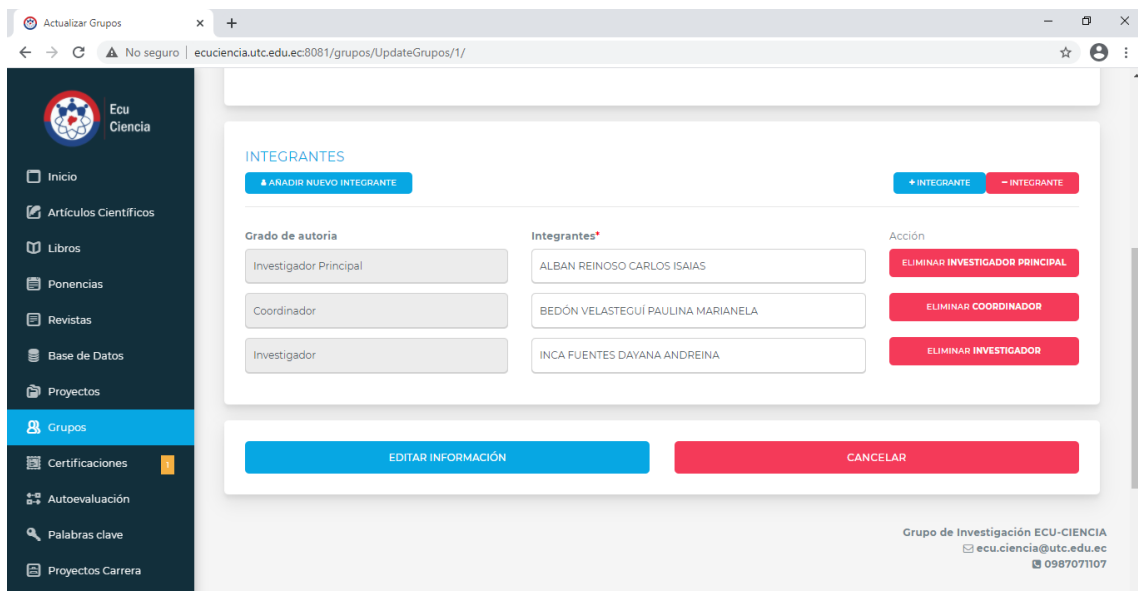 Actualizar Grupos
No seguro | ecuciencia.utc.edu.ec:8081/grupos/UpdateGrupos/1/
Ecu
Ciencia
Inicio
Artículos Científicos
Libros
Ponencias
Revistas
Base de Datos
Proyectos
Grupos
Certificaciones 1
Autoevaluación
Palabras clave
Proyectos Carrera
INTEGRANTES
AÑADIR NUEVO INTEGRANTE
+ INTEGRANTE − INTEGRANTE
Grado de autoria Integrantes* Acción
Investigador Principal ALBAN REINOSO CARLOS ISAIAS ELIMINAR INVESTIGADOR PRINCIPAL
Coordinador BEDÓN VELASTEGUÍ PAULINA MARIANELA ELIMINAR COORDINADOR
Investigador INCA FUENTES DAYANA ANDREINA ELIMINAR INVESTIGADOR
EDITAR INFORMACIÓN CANCELAR
Grupo de Investigación ECU-CIENCIA
ecu.ciencia@utc.edu.ec
0987071107